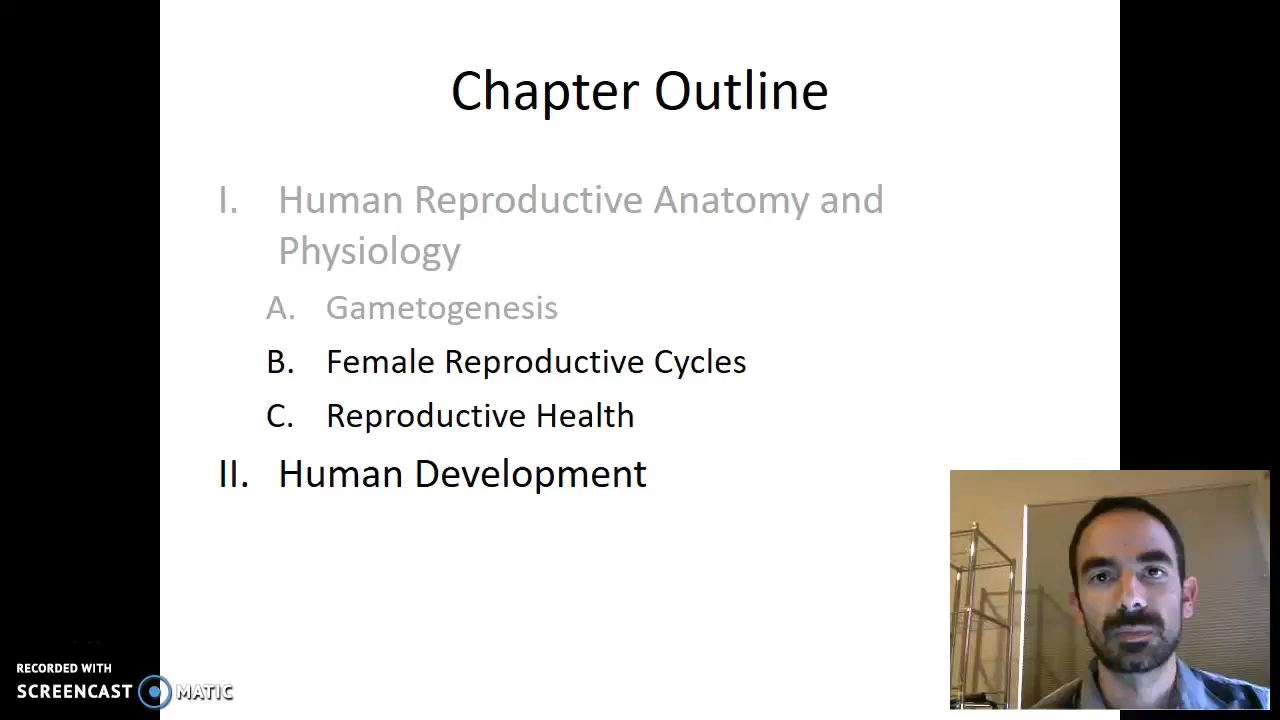 Chapter Outline
I. Human Reproductive Anatomy and
Physiology
A. Gametogenesis
B. Female Reproductive Cycles
C. Reproductive Health
II. Human Development
RECORDED WITH
SCREENCAST MATIC